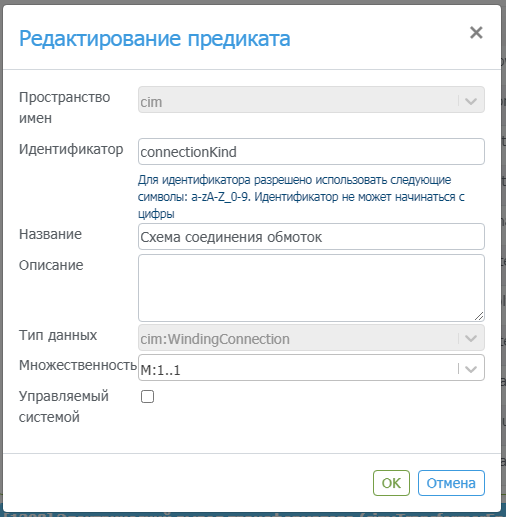 Редактирование предиката
Пространство
имен
cim
Идентификатор
connectionKind
Для идентификатора разрешено использовать следующие
символы: a-zA-Z_0-9. Идентификатор не может начинаться с
цифры
Название
Схема соединения обмоток
Описание
Тип данных
cim:WindingConnection
Множественность
M:1..1
Управляемый
системой
OK
Отмена